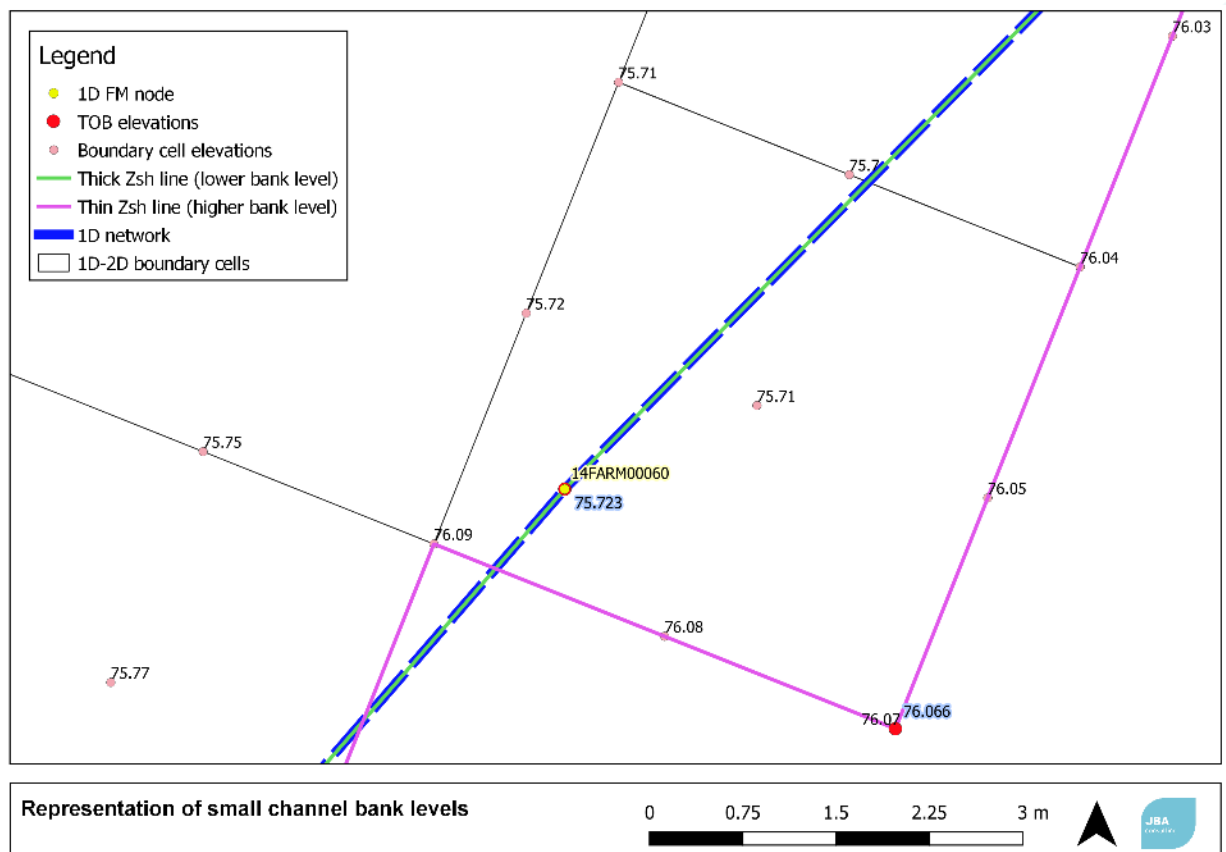 Legend
1D FM node
TOB elevations
Boundary cell elevations
Thick Zsh line (lower bank level)
Thin Zsh line (higher bank level)
1D network
1D-2D boundary cells
76.03
75.71
75.7
76.04
75.72
75.71
75.75
14FARM00060
75.723
76.05
76.09
76.08
75.77
76.07 76.066
Representation of small channel bank levels
0 0.75 1.5 2.25 3 m
JBA